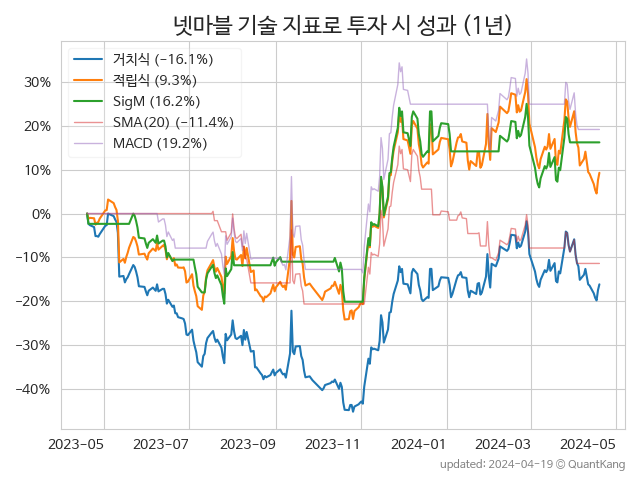 넷마블 기술 지표로 투자 시 성과 (1년)
거치식 (−16.1%)
적립식 (9.3%)
SigM (16.2%)
SMA(20) (−11.4%)
MACD (19.2%)
30%
20%
10%
0%
−10%
−20%
−30%
−40%
2023−05 2023−07 2023−09 2023−11 2024−01 2024−03 2024−05
updated: 2024−04−19 © QuantKang